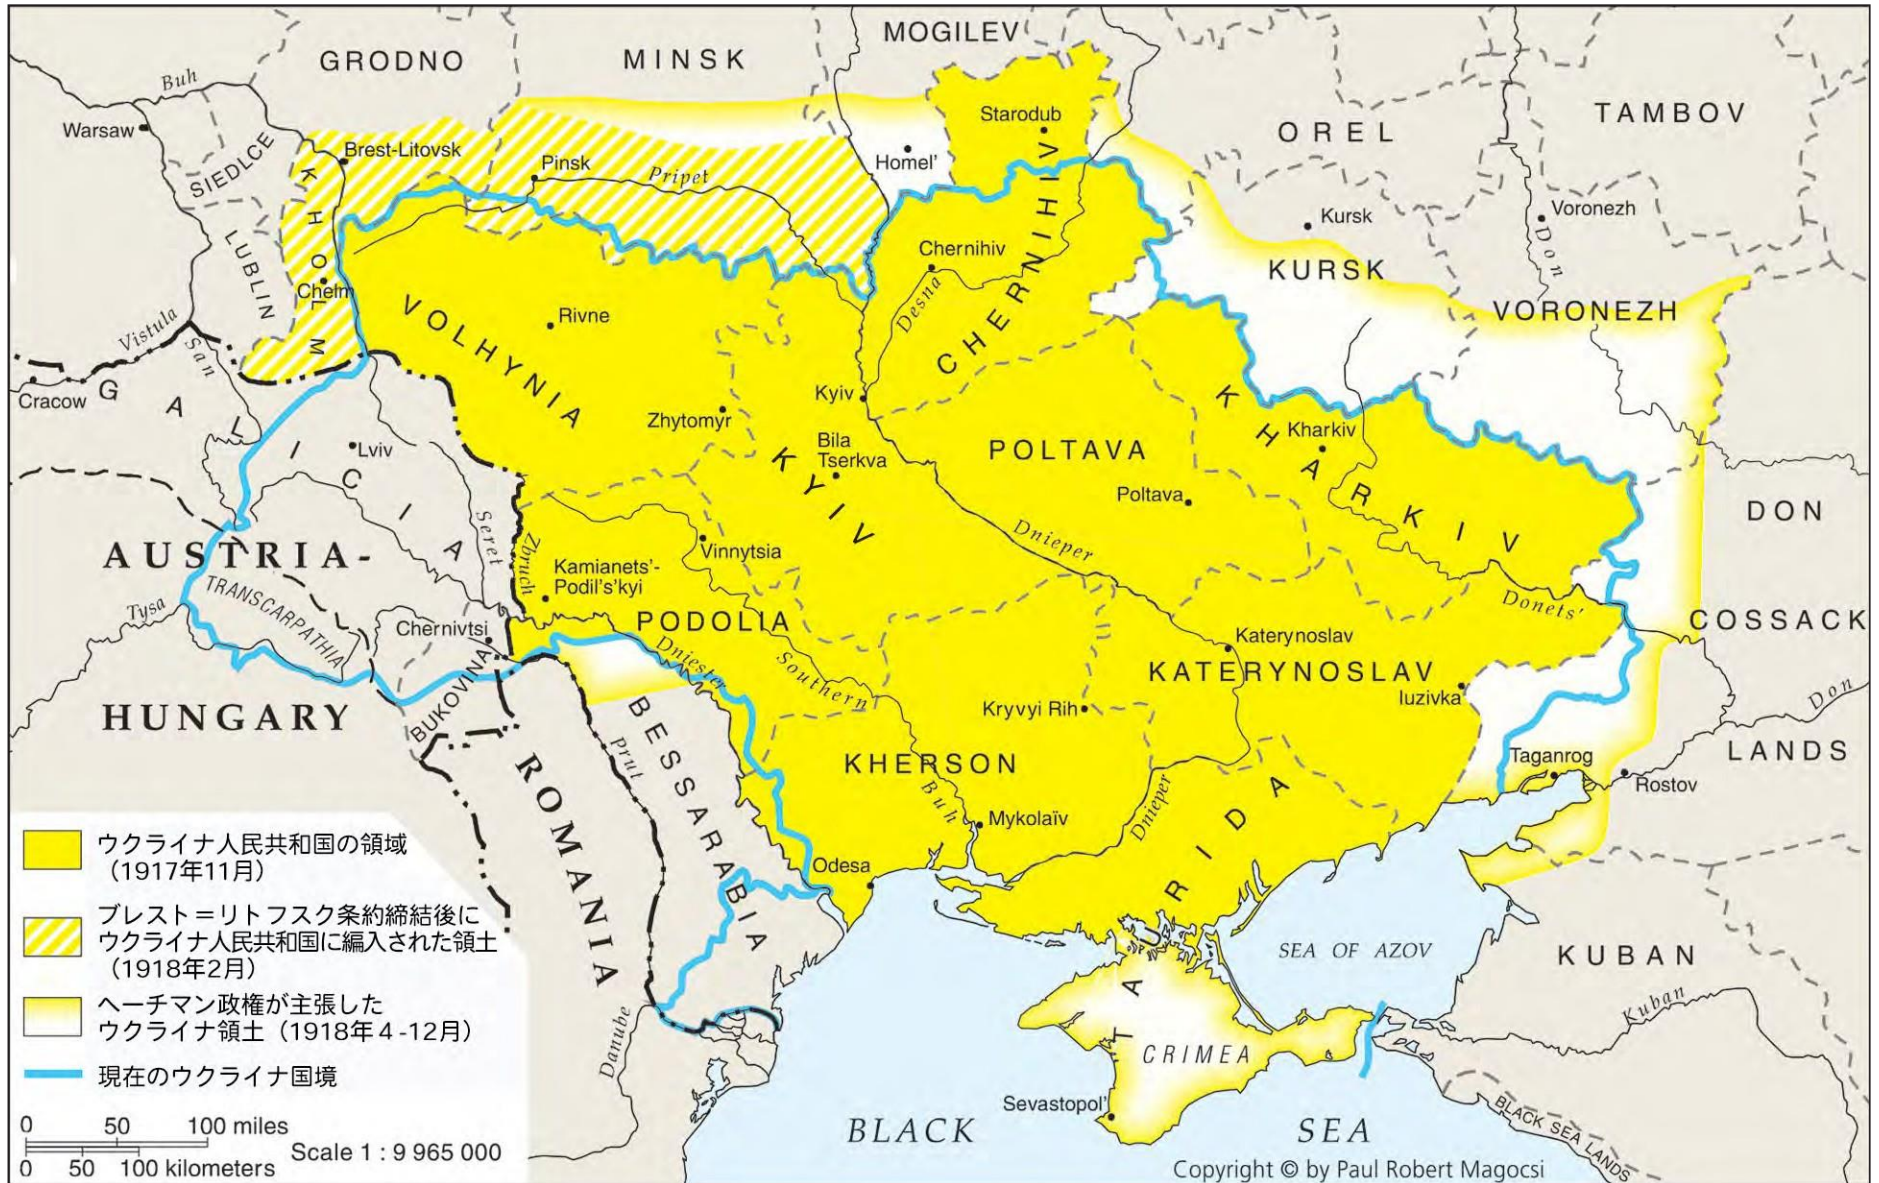 GRODNO
MINSK
MOGILEV
TAMBOV
OREL
Buh
Warsaw
SIEDLCE
Brest-Litovsk
Pinsk
Pripet
Homel'
Starodub
Kursk
Voronezh
Don
KHOLM
LUBLIN
Chelm
VOLHYNIA
Rivne
Chernihiv
Desna
CHERNIHIV
KURSK
VORONEZH
Vistula
San
Cracow
GALICIA
Lviv
Zhytomyr
Kyiv
Bila
Tserkva
KYIV
POLTAVA
Poltava
KHARKIV
Kharkiv
DON
COSSACK
LANDS
AUSTRIA-
HUNGARY
TRANSCARPATHIA
Tysa
Seret
Zbruch
Kamianets'-
Podil's'kyi
Vinnytsia
PODOLIA
Dnieper
Donets'
Chernivtsi
BUKOVINA
Dniester
Southern
Buh
Katerynoslav
KATERYNOSLAV
Iuzivka
Kryvyi Rih
Don
Taganrog
Rostov
ROMANIA
Prut
BESSARABIA
KHERSON
Mykolaïv
Dnieper
Odesa
TAURIDA
SEA OF AZOV
KUBAN
Kuban
CRIMEA
Sevastopol'
Danube
BLACK
SEA
BLACK SEA LANDS
ウクライナ人民共和国の領域
（1917年11月）
ブレスト＝リトフスク条約締結後に
ウクライナ人民共和国に編入された領土
（1918年2月）
ヘーチマン政権が主張した
ウクライナ領土（1918年４-12月）
現在のウクライナ国境
0 50 100 miles
0 50 100 kilometers
Scale 1 : 9 965 000
Copyright © by Paul Robert Magocsi